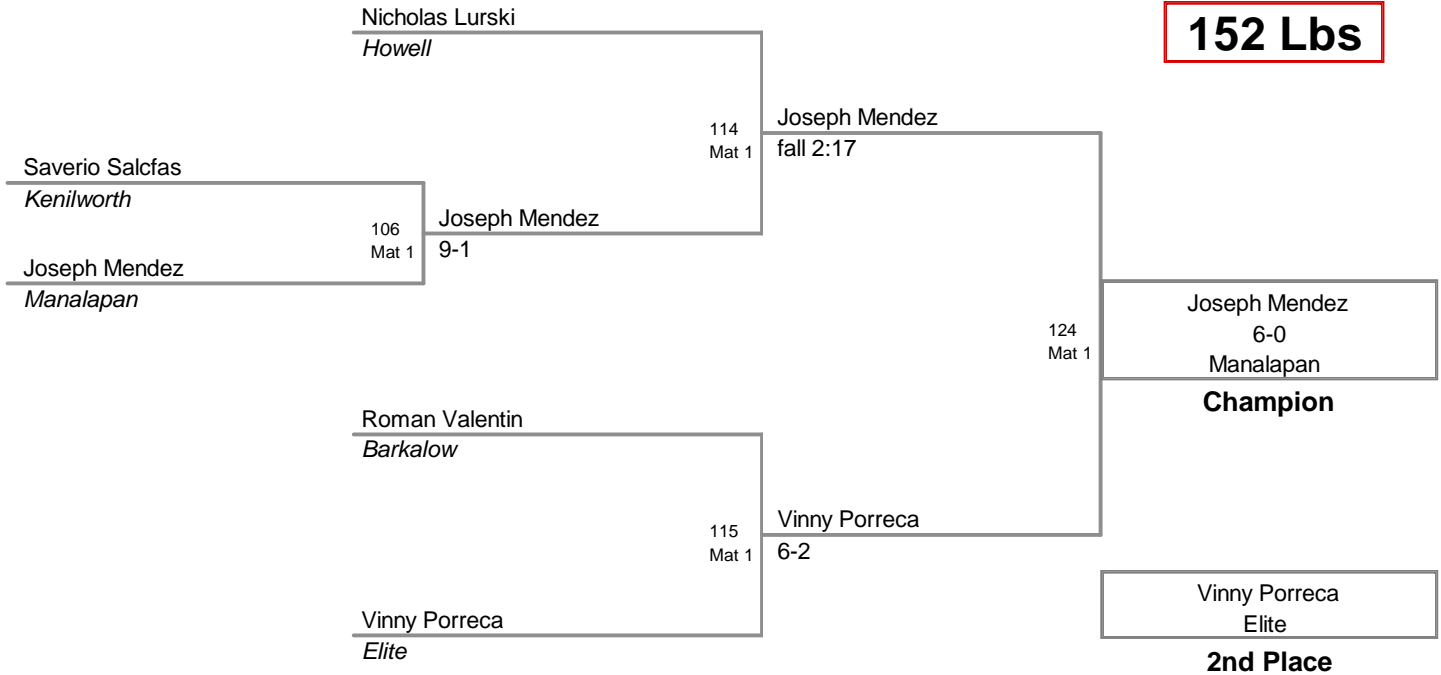 Nicholas Lurski
Howell
152 Lbs
114
Mat 1
Joseph Mendez
fall 2:17
Saverio Salcfas
Kenilworth
106
Mat 1
Joseph Mendez
9-1
Joseph Mendez
Manalapan
124
Mat 1
Joseph Mendez
6-0
Manalapan
Champion
Roman Valentin
Barkalow
115
Mat 1
Vinny Porreca
6-2
Vinny Porreca
Elite
Vinny Porreca
Elite
2nd Place